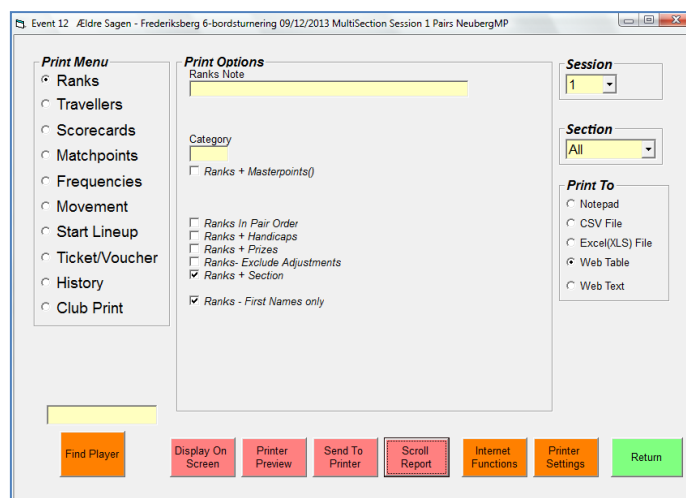 Event 12 Ældre Sagen - Frederiksberg 6-bordsturnering 09/12/2013 MultiSection Session 1 Pairs NeubergMP
Print Menu
Ranks
Travellers
Scorecards
Matchpoints
Frequencies
Movement
Start Lineup
Ticket/Voucher
History
Club Print
Print Options
Ranks Note
Category
Ranks + Masterpoints()
Ranks In Pair Order
Ranks + Handicaps
Ranks + Prizes
Ranks- Exclude Adjustments
Ranks + Section
Ranks - First Names only
Session
1
Section
All
Print To
Notepad
CSV File
Excel(XLS) File
Web Table
Web Text
Find Player
Display On
Screen
Printer
Preview
Send To
Printer
Scroll
Report
Internet
Functions
Printer
Settings
Return